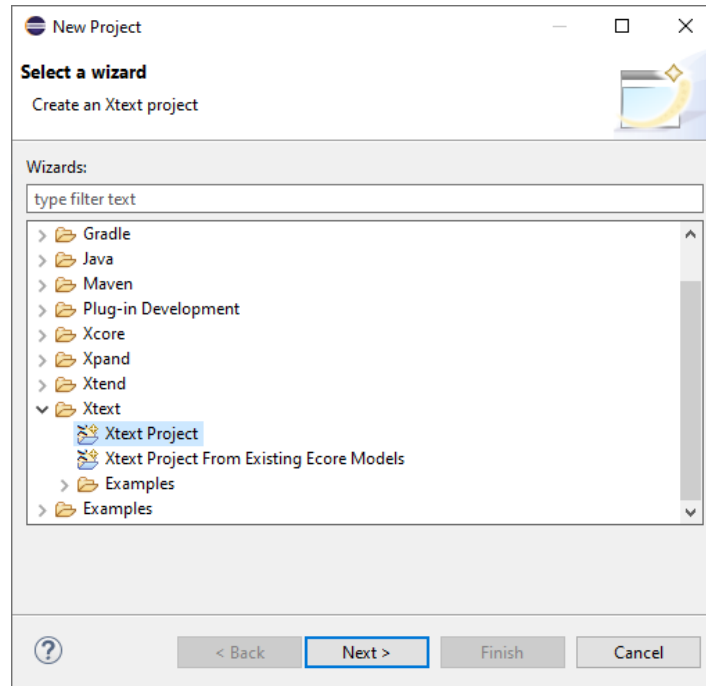 New Project
Select a wizard
Create an Xtext project
Wizards:
type filter text
Gradle
Java
Maven
Plug-in Development
Xcore
Xpand
Xtend
Xtext
Xtext Project
Xtext Project From Existing Ecore Models
Examples
Examples
?
< Back Next > Finish Cancel